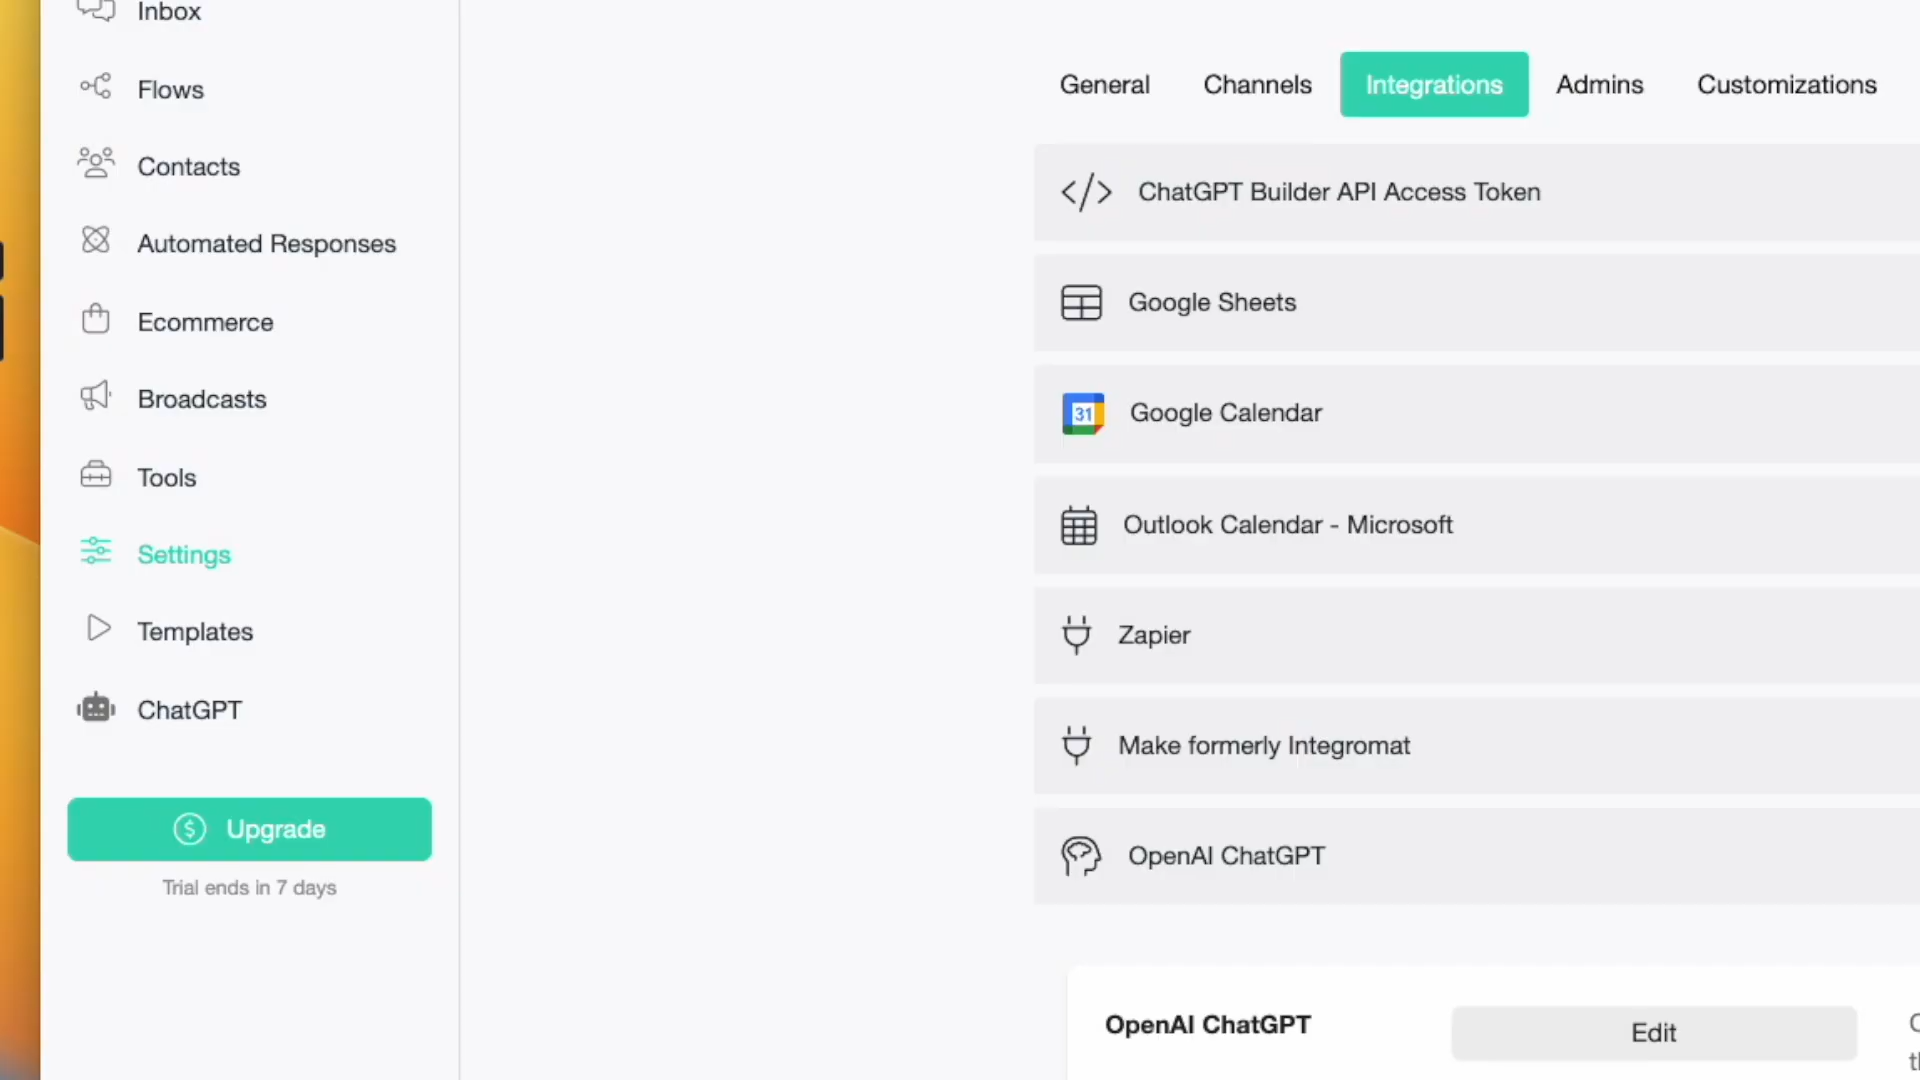 Inbox
Flows
Contacts
Automated Responses
Ecommerce
Broadcasts
Tools
Settings
Templates
ChatGPT
Upgrade
Trial ends in 7 days
General
Channels
Integrations
Admins
Customizations
ChatGPT Builder API Access Token
Google Sheets
31
Google Calendar
Outlook Calendar - Microsoft
Zapier
Make formerly Integromat
OpenAI ChatGPT
OpenAI ChatGPT
Edit